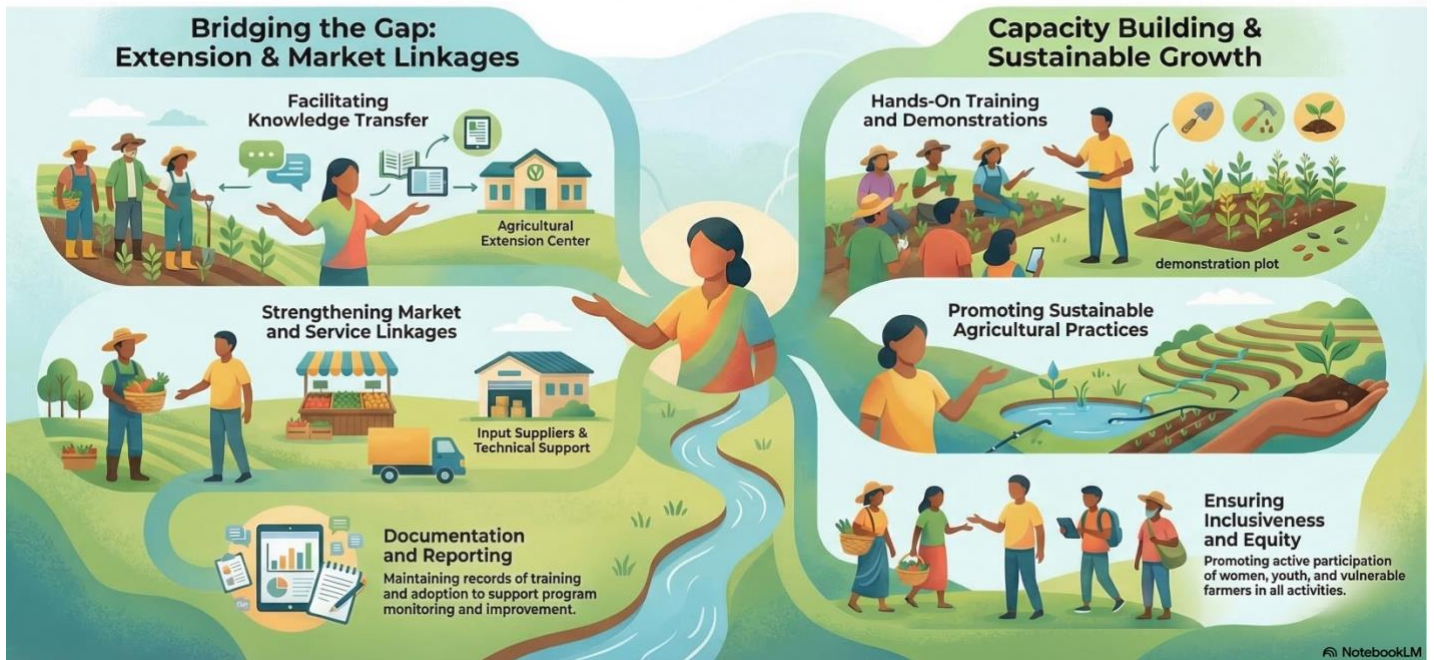 Bridging the Gap:
Extension & Market Linkages
Facilitating
Knowledge Transfer
Agricultural
Extension Center
Strengthening Market
and Service Linkages
Input Suppliers &
Technical Support
Documentation
and Reporting
Maintaining records of training
and adoption to support program
monitoring and improvement.
Capacity Building &
Sustainable Growth
Hands-On Training
and Demonstrations
demonstration plot
Promoting Sustainable
Agricultural Practices
Ensuring
Inclusiveness
and Equity
Promoting active participation
of women, youth, and vulnerable
farmers in all activities.
NotebookLM